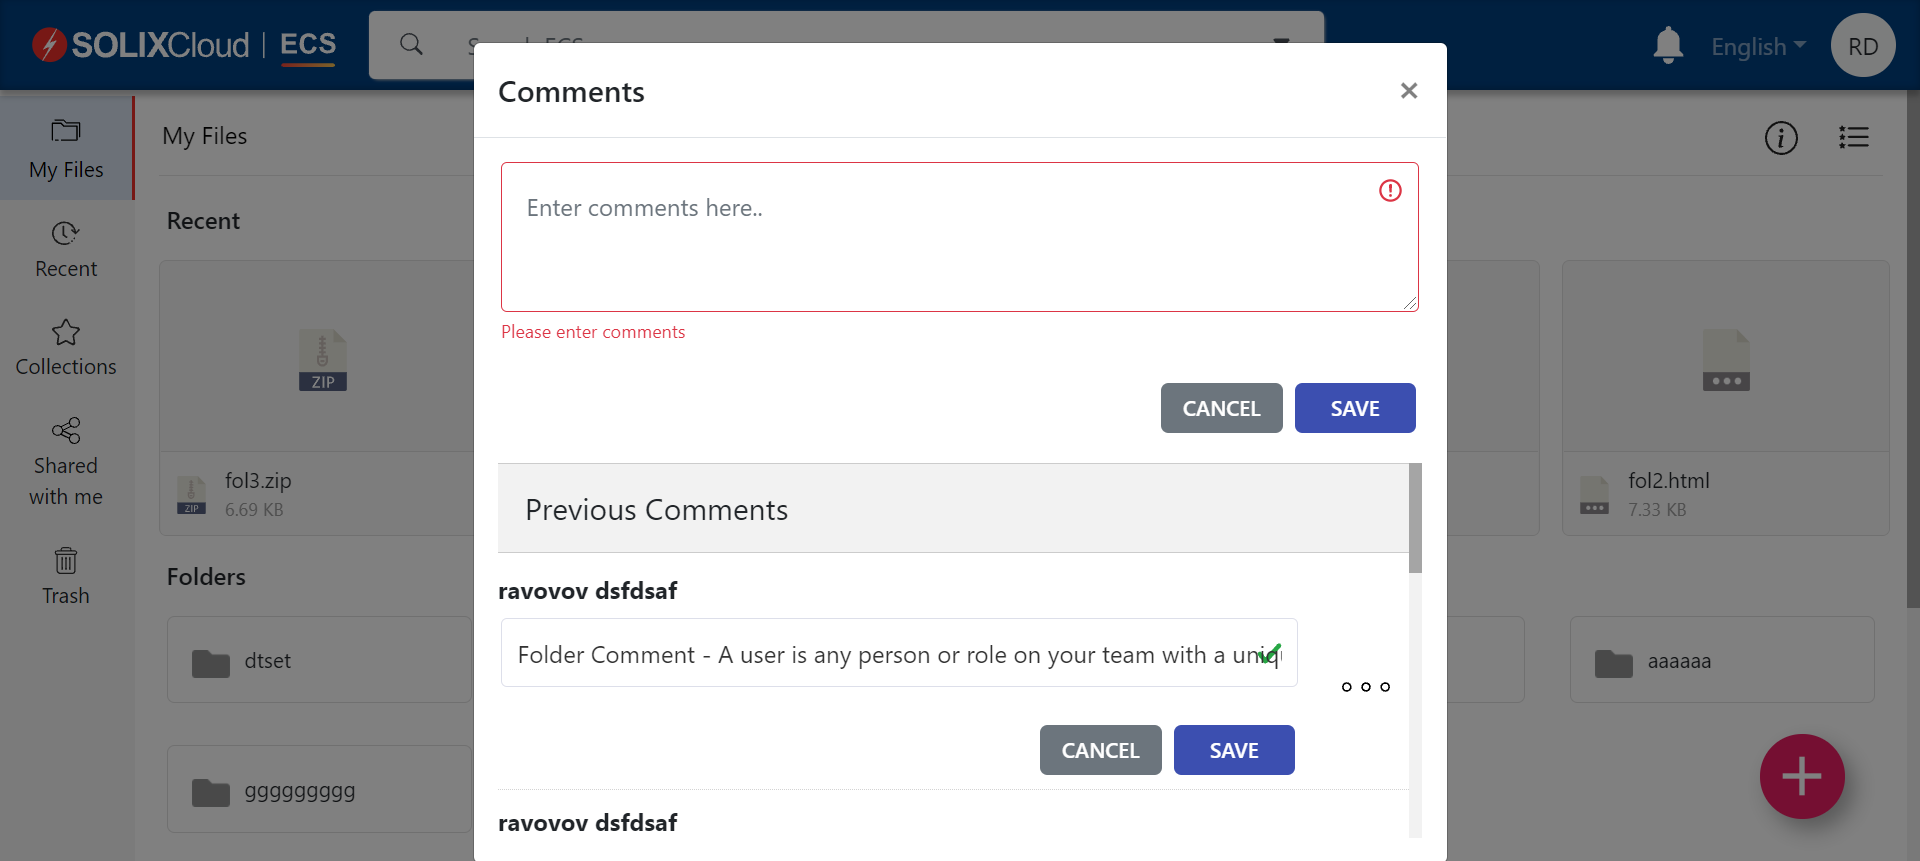 SOLIXCloud | ECS
English
RD
Comments
×
My Files
Recent
Collections
Shared
with me
Trash
My Files
Recent
ZIP
ZIP
fol3.zip
6.69 KB
fol2.html
7.33 KB
Folders
dtset
ggggggggg
aaaaaa
Enter comments here..
Please enter comments
CANCEL
SAVE
Previous Comments
ravovov dsfdsaf
Folder Comment - A user is any person or role on your team with a
CANCEL
SAVE
ravovov dsfdsaf